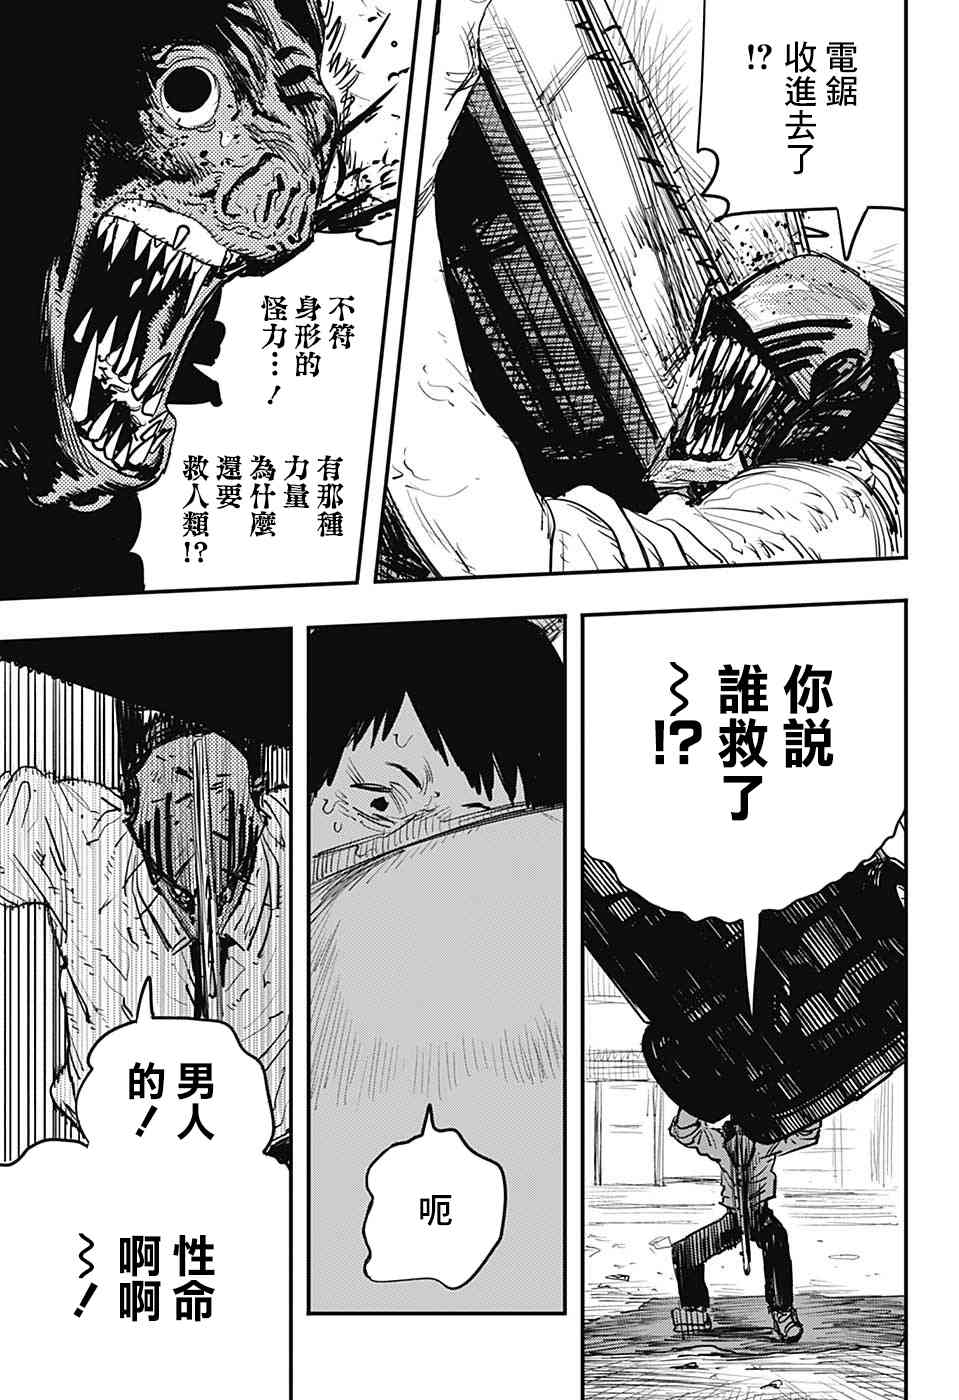 電鋸
收進去了
!?
不符
身形的
怪力…！
有那種
力量
為什麼
還要
救人類!?
你説
誰救了
～!?
呃
男人
的！
性命
啊啊
～！